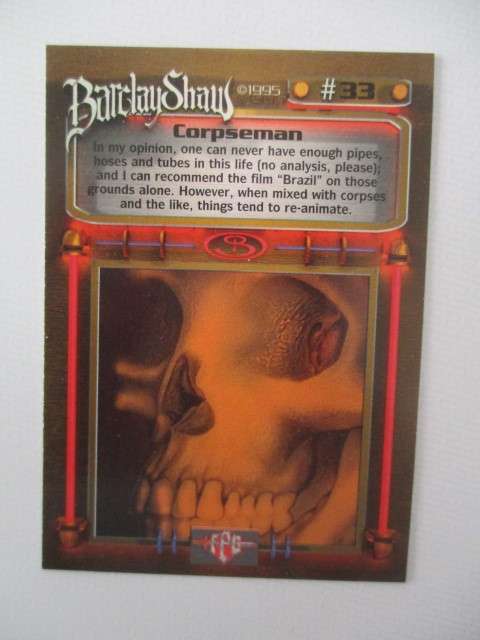 Barclay Shaw ©1995 #33
Corpseman
In my opinion, one can never have enough pipes,
hoses and tubes in this life (no analysis, please);
and I can recommend the film “Brazil” on those
grounds alone. However, when mixed with corpses
and the like, things tend to re-animate.
FPG